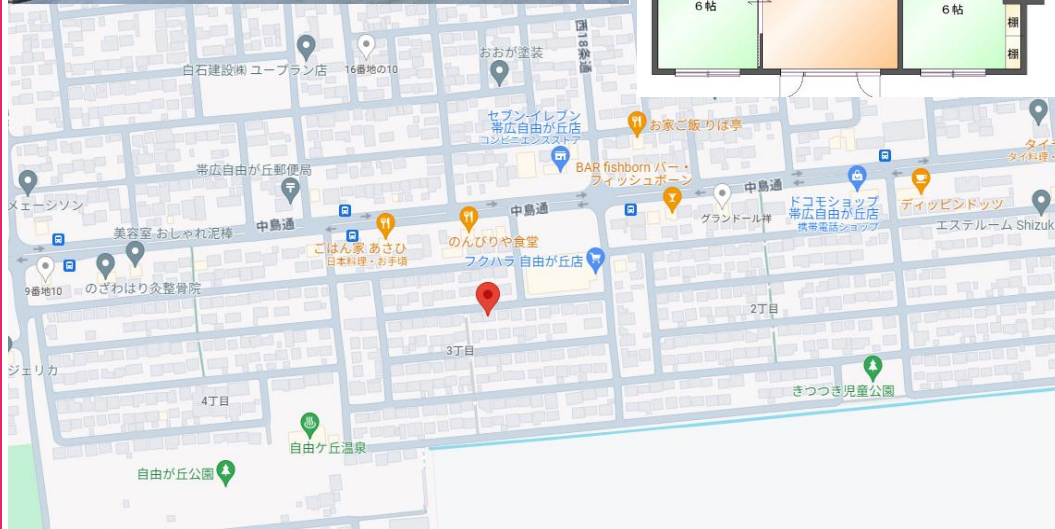 6帖
6帖
棚
棚
西18条通
おおが塗装
白石建設㈱ ユーブラン店
16番地の10
セブン-イレブン
帯広自由が丘店
コンビニエンスストア
お家ご飯 りぱ亭
帯広自由が丘郵便局
BAR fishborn バー・
フィッシュボーン
タイ料理・
メェーシソン
中島通
中島通
中島通
グランドール祥
ドコモショップ
帯広自由が丘店
携帯電話ショップ
ディッピンドッツ
エステルーム Shizuk
美容室 おしゃれ泥棒
ごはん家 あさひ
日本料理・お手頃
のんびりや食堂
フクハラ 自由が丘店
9番地10
のざわはり灸整骨院
2丁目
3丁目
ジェリカ
4丁目
きつつき児童公園
自由ケ丘温泉
自由が丘公園